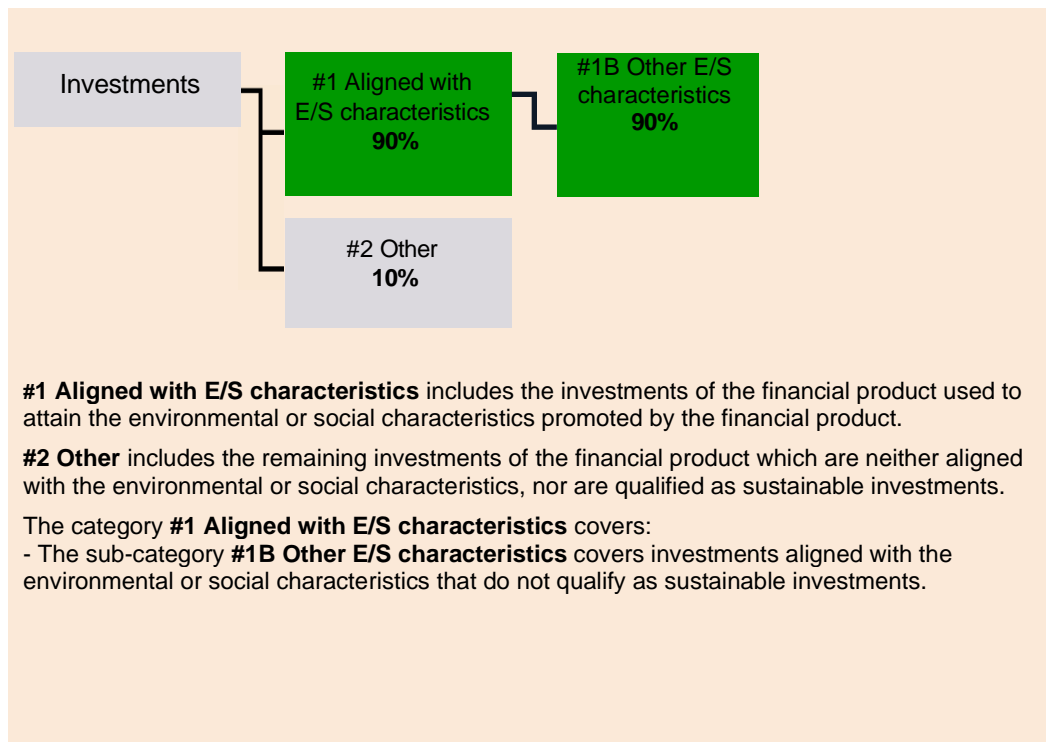 Investments
#1 Aligned with
E/S characteristics
90%
#1B Other E/S
characteristics
90%
#2 Other
10%
#1 Aligned with E/S characteristics includes the investments of the financial product used to
attain the environmental or social characteristics promoted by the financial product.
#2 Other includes the remaining investments of the financial product which are neither aligned
with the environmental or social characteristics, nor are qualified as sustainable investments.
The category #1 Aligned with E/S characteristics covers:
- The sub-category #1B Other E/S characteristics covers investments aligned with the
environmental or social characteristics that do not qualify as sustainable investments.